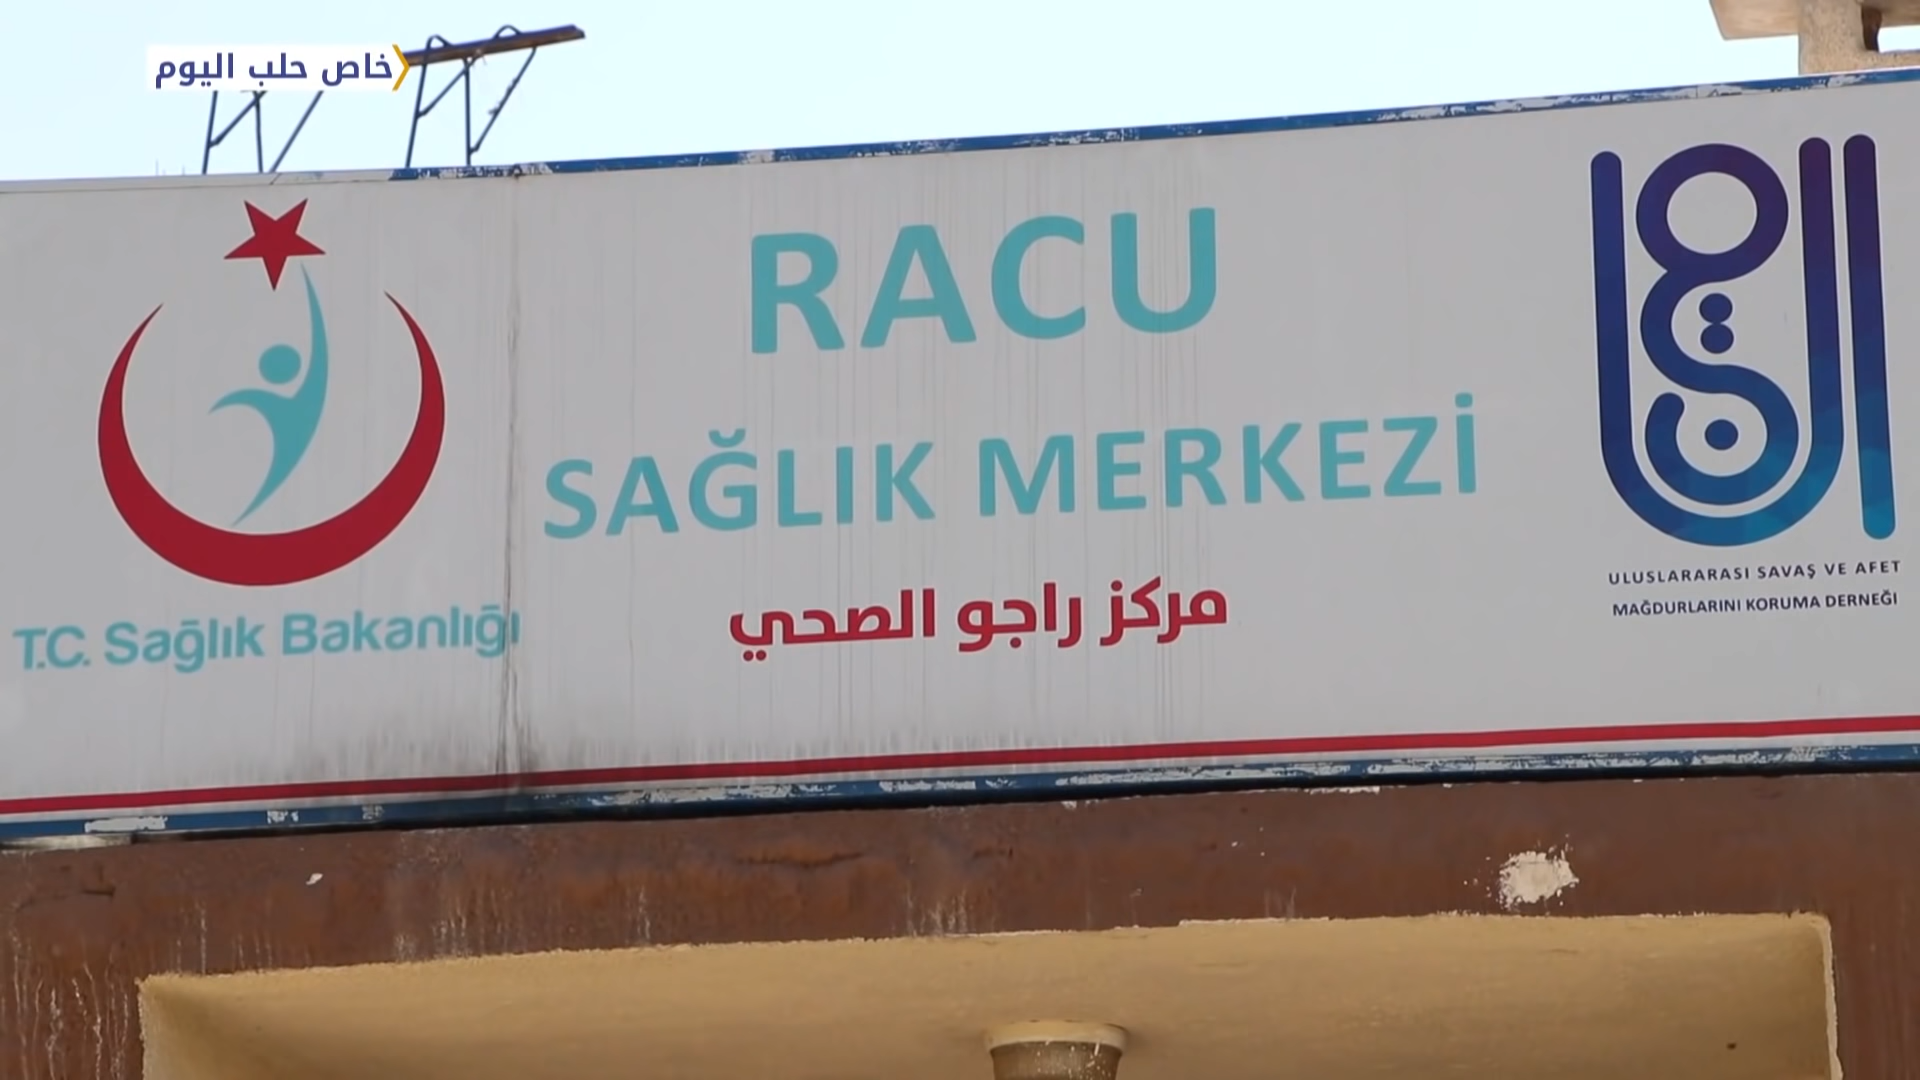 خاص حلب اليوم
RACU
SAĞLIK MERKEZİ
مركز راجو الصحي
T.C. Sağlık Bakanlığı
ULUSLARARASI SAVAŞ VE AFET
MAĞDURLARINI KORUMA DERNEĞİ